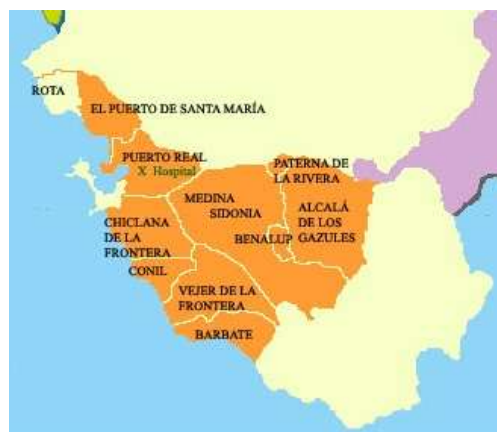 ROTA
EL PUERTO DE SANTA MARÍA
PUERTO REAL
X Hospital
PATERNA DE
LA RIVERA
MEDINA
SIDONIA
ALCALÁ
DE LOS
GAZULES
BENALUP
CHICLANA
DE LA
FRONTERA
CONIL
VEJER DE LA
FRONTERA
BARBATE